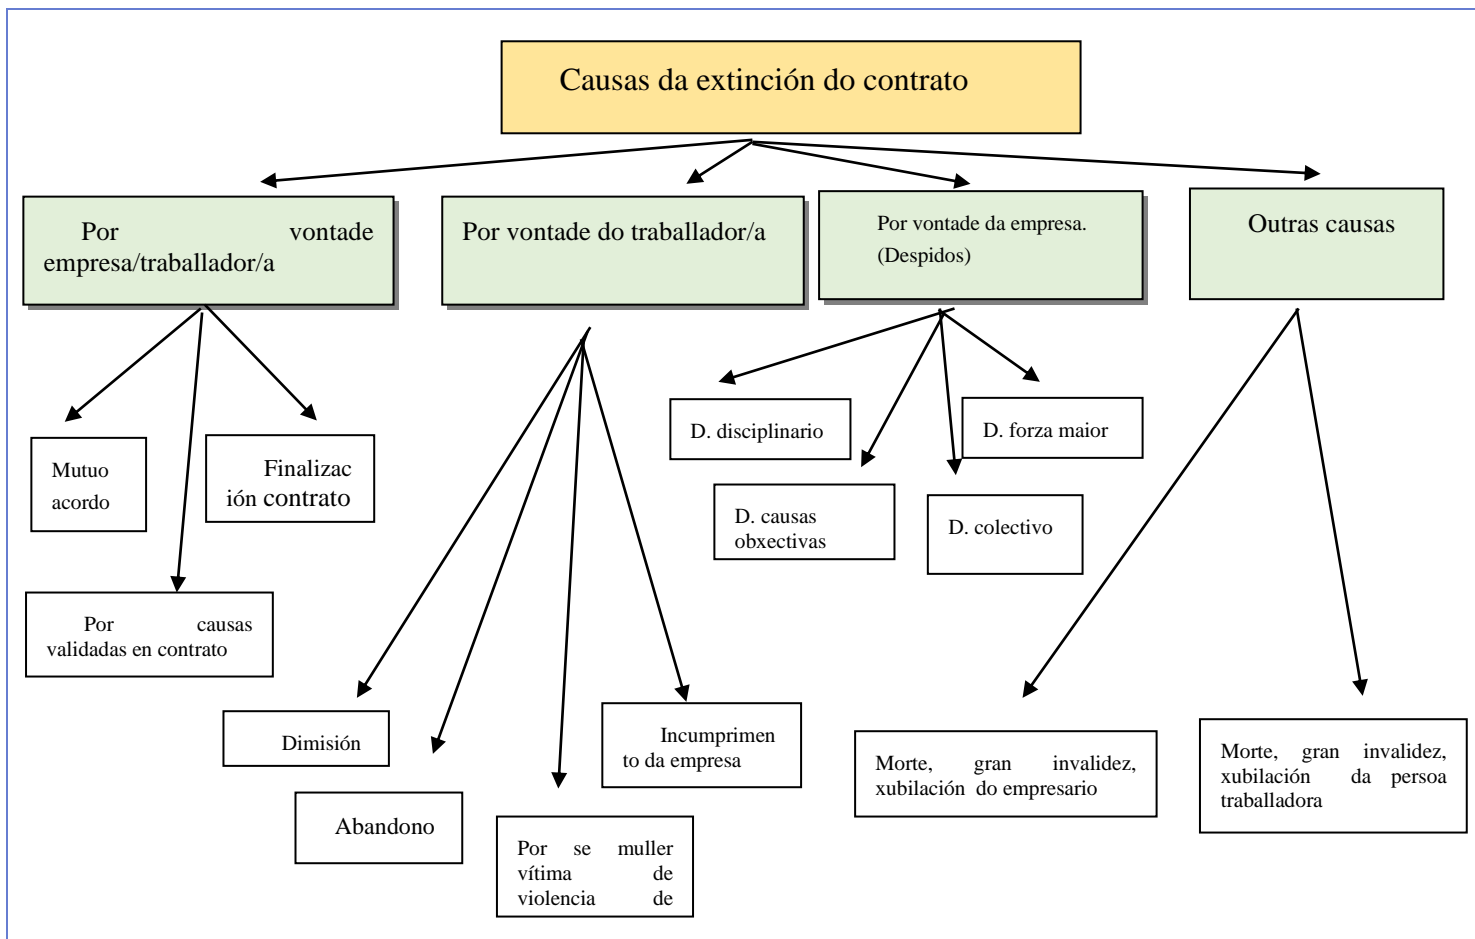 Causas da extinción do contrato
Por vontade
empresa/traballador/a
Por vontade do traballador/a
Por vontade da empresa.
(Despidos)
Outras causas
Mutuo
acordo
Finalizac
ión contrato
Por causas
validadas en contrato
D. disciplinario
D. forza maior
D. causas
obxectivas
D. colectivo
Dimisión
Abandono
Por se muller
vítima de
violencia de
Incumprimen
to da empresa
Morte, gran invalidez,
xubilación do empresario
Morte, gran invalidez,
xubilación da persoa
traballadora